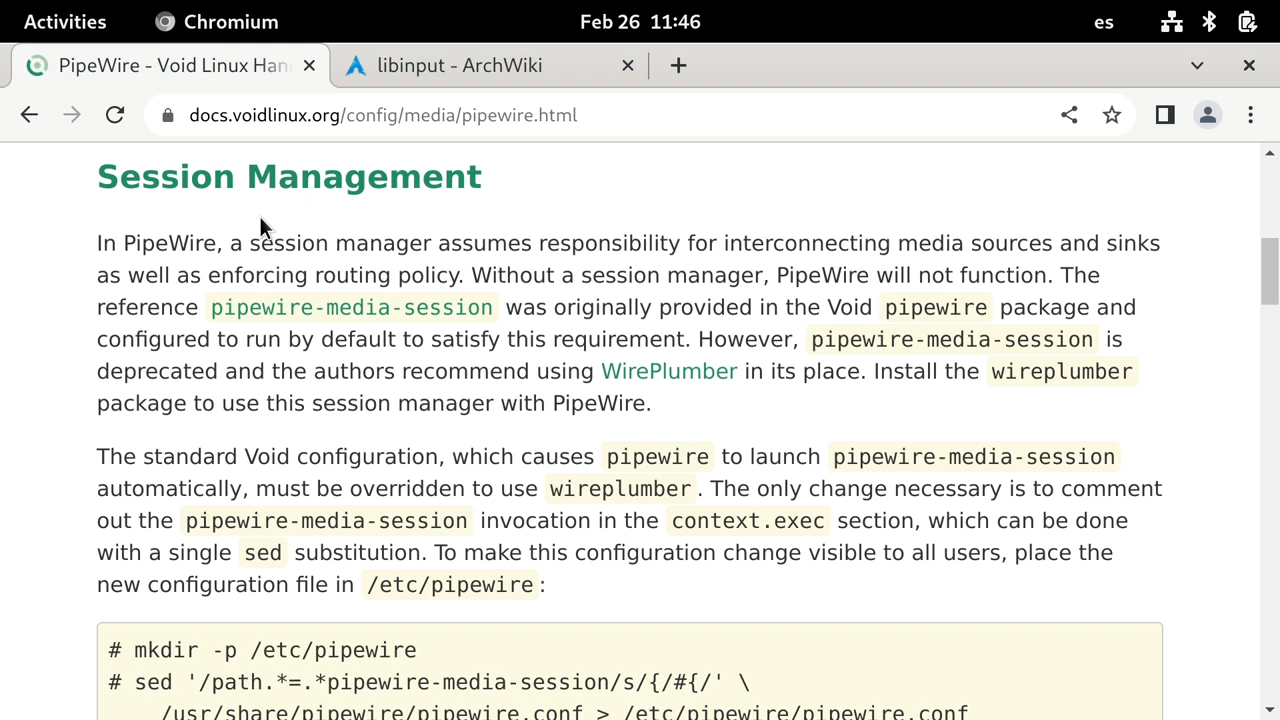 Activities Chromium Feb 26 11:46 es
PipeWire - Void Linux Han libinput - ArchWiki
docs.voidlinux.org/config/media/pipewire.html
Session Management
In PipeWire, a session manager assumes responsibility for interconnecting media sources and sinks
as well as enforcing routing policy. Without a session manager, PipeWire will not function. The
reference pipewire-media-session was originally provided in the Void pipewire package and
configured to run by default to satisfy this requirement. However, pipewire-media-session is
deprecated and the authors recommend using WirePlumber in its place. Install the wireplumber
package to use this session manager with PipeWire.
The standard Void configuration, which causes pipewire to launch pipewire-media-session
automatically, must be overridden to use wireplumber. The only change necessary is to comment
out the pipewire-media-session invocation in the context.exec section, which can be done
with a single sed substitution. To make this configuration change visible to all users, place the
new configuration file in /etc/pipewire:
# mkdir -p /etc/pipewire
# sed '/path.*=.*pipewire-media-session/s/{/#{/' \
/usr/share/pipewire/pipewire.conf > /etc/pipewire/pipewire.conf